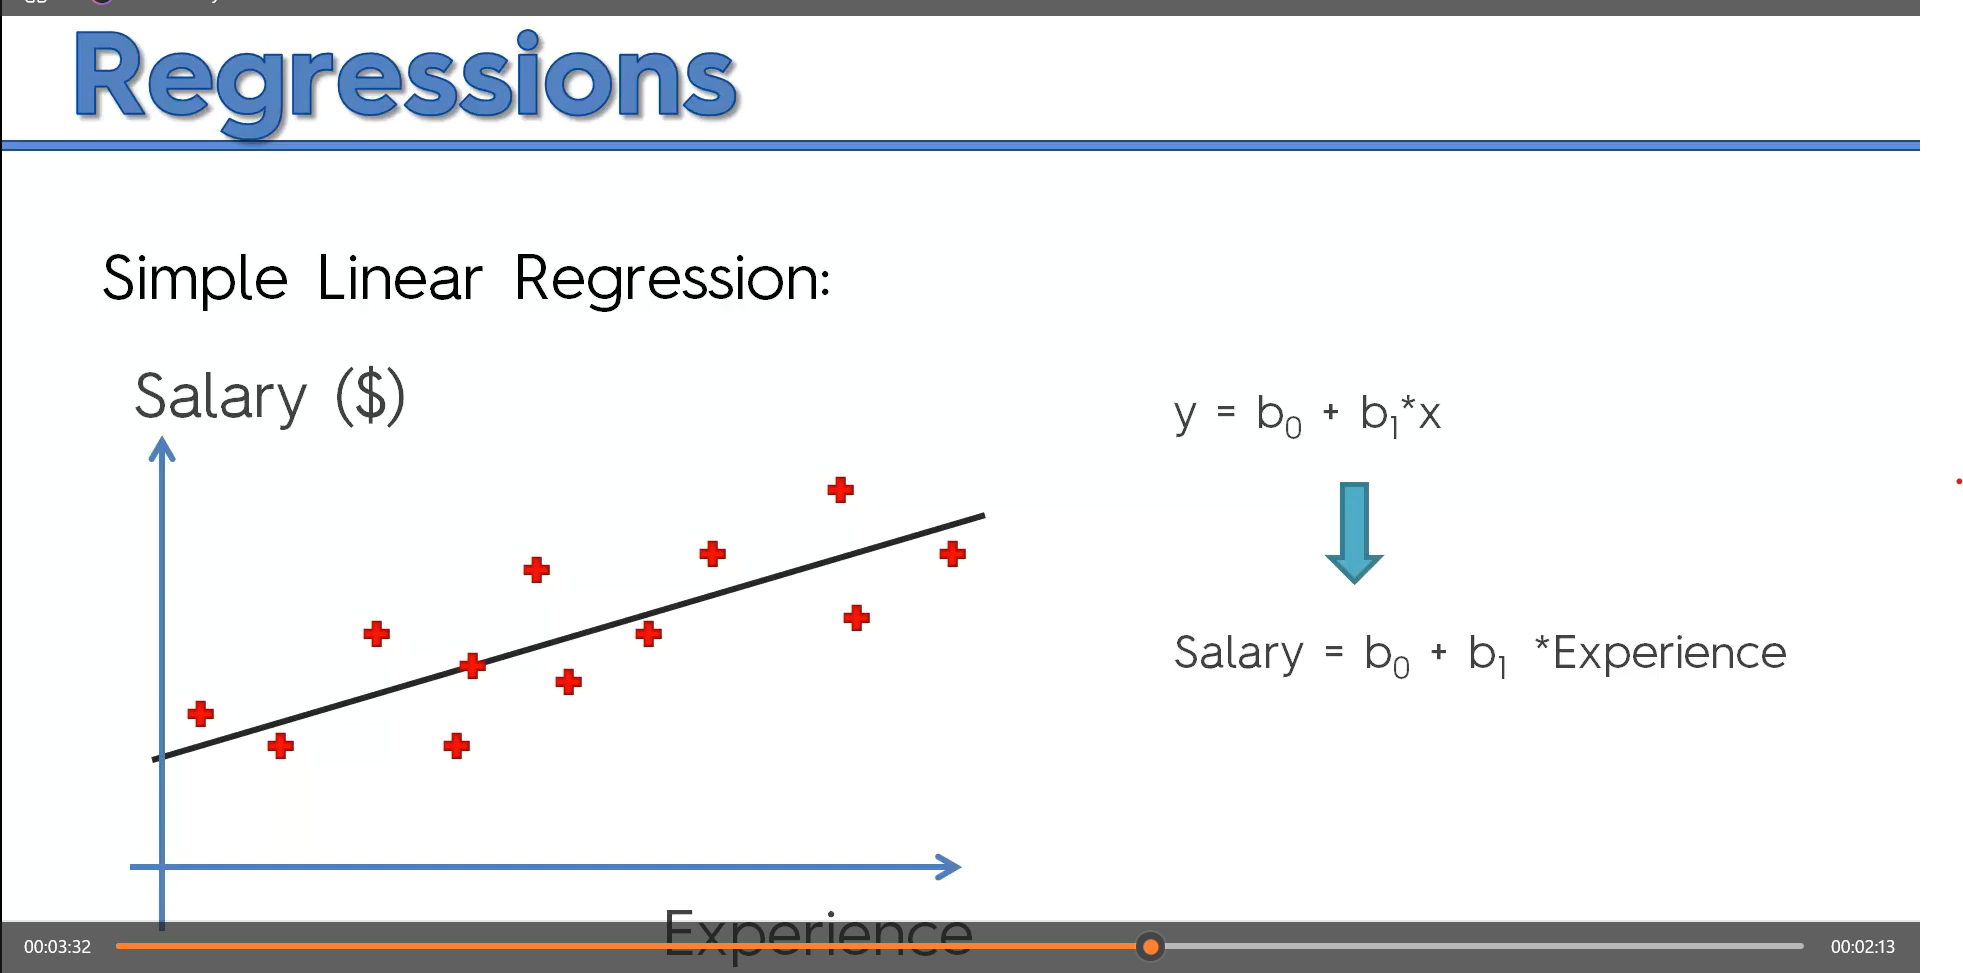 Regressions
Simple Linear Regression:
Salary ($)
y = b₀ + b₁*x
Salary = b₀ + b₁ *Experience
Experience
00:03:32
00:02:13